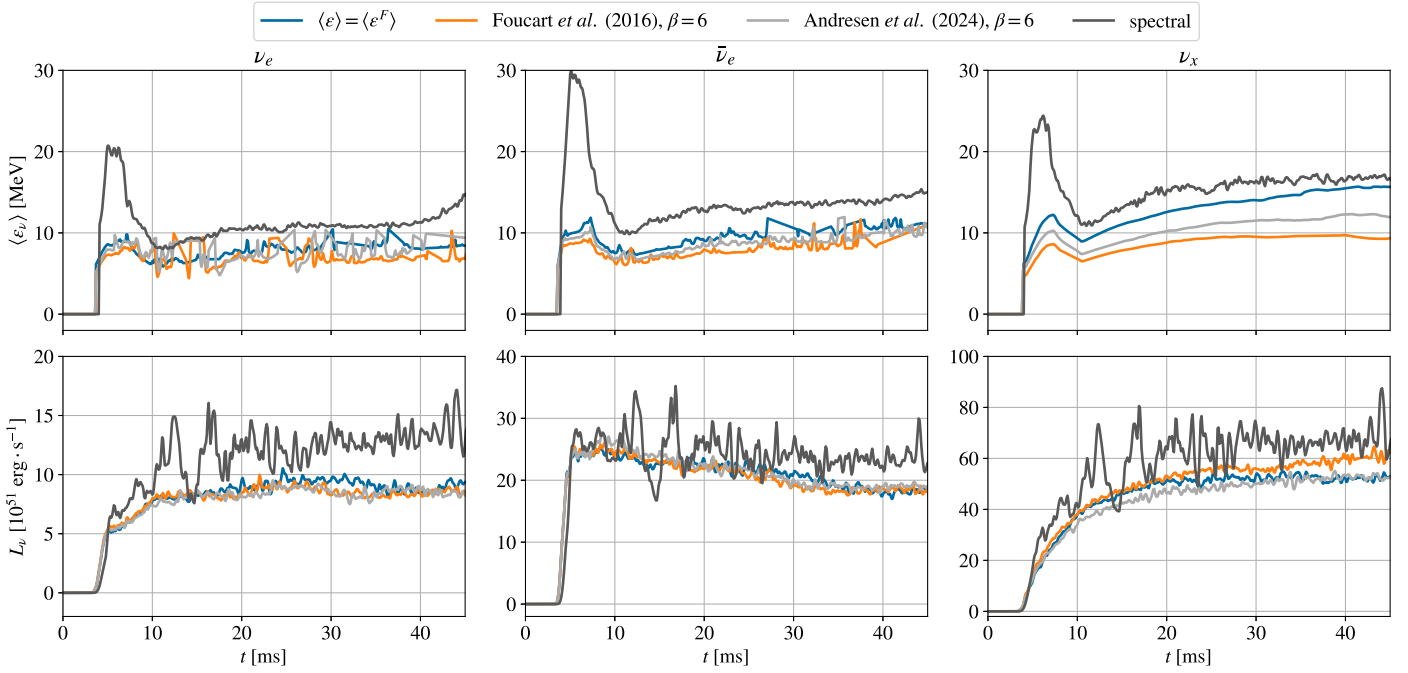 ⟨ε⟩ = ⟨ε^F⟩ Foucart et al. (2016), β = 6 Andresen et al. (2024), β = 6 spectral
ν_e
ν̄_e
ν_x
⟨ε_ν⟩ [MeV]
30
20
10
0
30
20
10
0
30
20
10
0
L_ν [10^51 erg · s^−1]
20
15
10
5
0
40
30
20
10
0
100
80
60
40
20
0
0 10 20 30 40
0 10 20 30 40
0 10 20 30 40
t [ms]
t [ms]
t [ms]